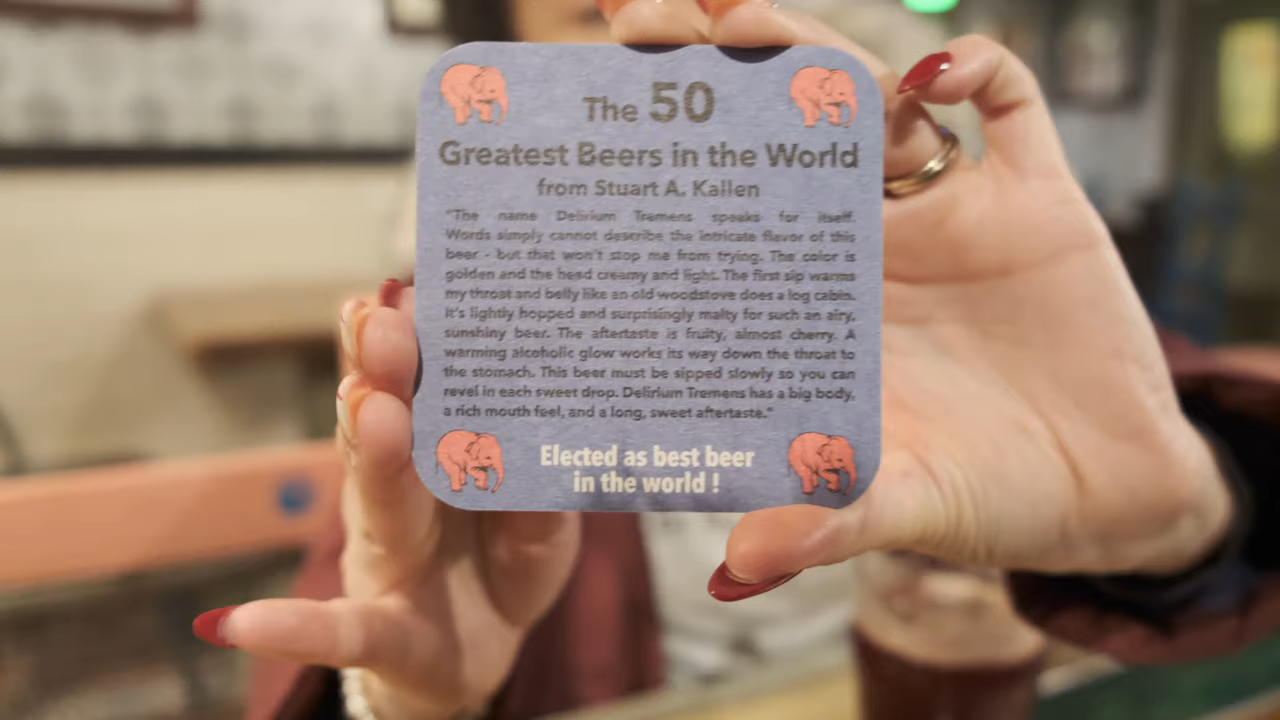 The 50
Greatest Beers in the World
from Stuart A. Kallen
"The name Delirium Tremens speaks for itself.
Words simply cannot describe the intricate flavor of this
beer - but that won't stop me from trying. The color is
golden and the head creamy and light. The first sip warms
my throat and belly like an old woodstove does a log cabin.
It's lightly hopped and surprisingly malty for such an airy,
sunshiny beer. The aftertaste is fruity, almost cherry. A
warming alcoholic glow works its way down the throat to
the stomach. This beer must be sipped slowly so you can
revel in each sweet drop. Delirium Tremens has a big body,
a rich mouth feel, and a long, sweet aftertaste."
Elected as best beer
in the world !